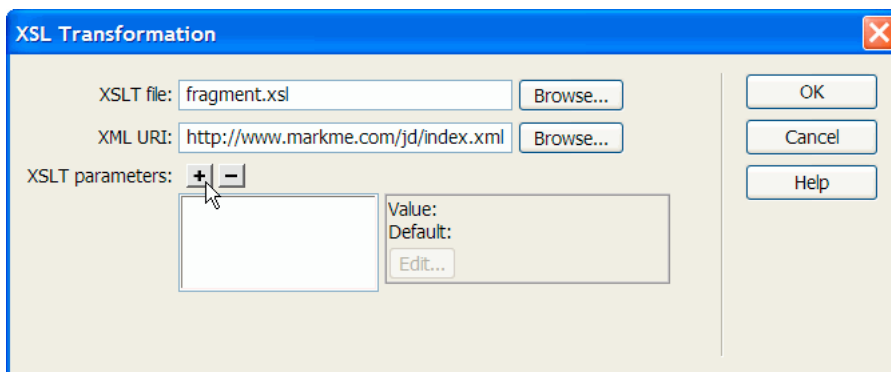 XSL Transformation
XSLT file: fragment.xsl Browse... OK
XML URI: http://www.markme.com/jd/index.xml Browse... Cancel
XSLT parameters: + − Help
Value:
Default:
Edit...